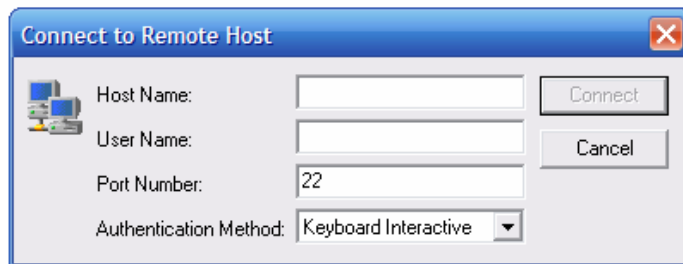 Connect to Remote Host
Host Name:
Connect
User Name:
Cancel
Port Number: 22
Authentication Method: Keyboard Interactive